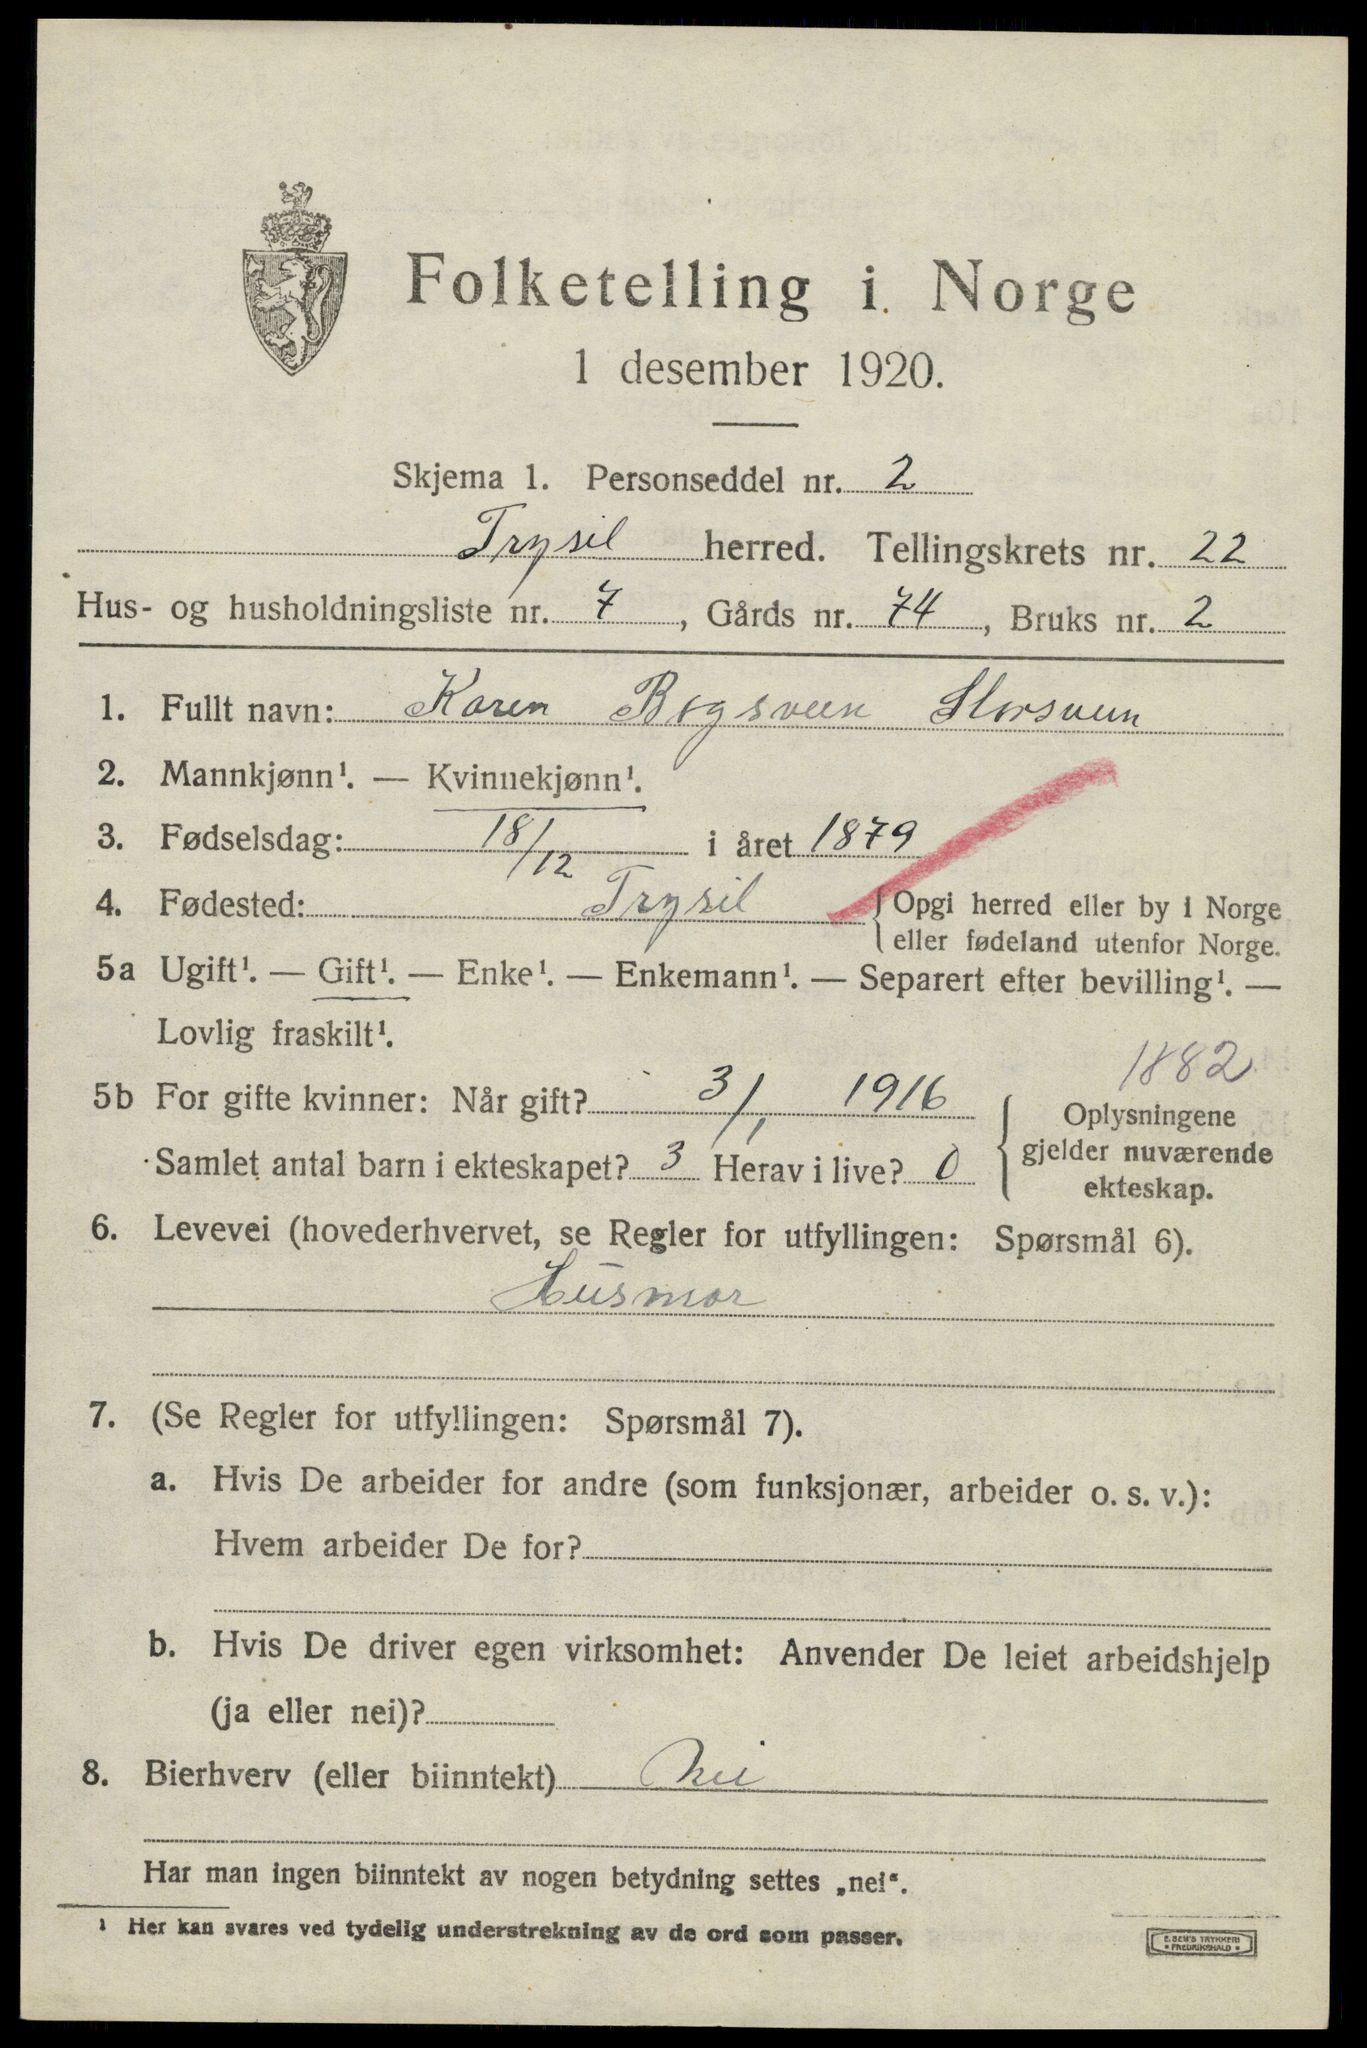 Folketelling i Norge
1 desember 1920.
Skjema 1. Personseddel nr. 2
Trysil herred. Tellingskrets nr. 22
Hus- og husholdningsliste nr. 7, Gårds nr. 74, Bruks nr. 2
1. Fullt navn: Karen Bogsveen Storsveen
2. Mannkjønn¹. — Kvinnekjønn¹.
3. Fødselsdag: 18/12 i året 1879
4. Fødested: Trysil {Opgi herred eller by i Norge
eller fødeland utenfor Norge.
5a Ugift¹. — Gift¹. — Enke¹. — Enkemann¹. — Separert efter bevilling¹. —
Lovlig fraskilt¹.
1882
5b For gifte kvinner: Når gift? 3/1 1916
Samlet antal barn i ekteskapet? 3 Herav i live? 0
Oplysningene
gjelder nuværende
ekteskap.
6. Levevei (hovederhvervet, se Regler for utfyllingen: Spørsmål 6).
Husmor
7. (Se Regler for utfyllingen: Spørsmål 7).
a. Hvis De arbeider for andre (som funksjonær, arbeider o. s. v.):
Hvem arbeider De for?
b. Hvis De driver egen virksomhet: Anvender De leiet arbeidshjelp
(ja eller nei)?
8. Bierhverv (eller biinntekt) Nei
Har man ingen biinntekt av nogen betydning settes „nei“.
¹ Her kan svares ved tydelig understrekning av de ord som passer.
E. SEM'S TRYKKERI
FREDRIKSHALD